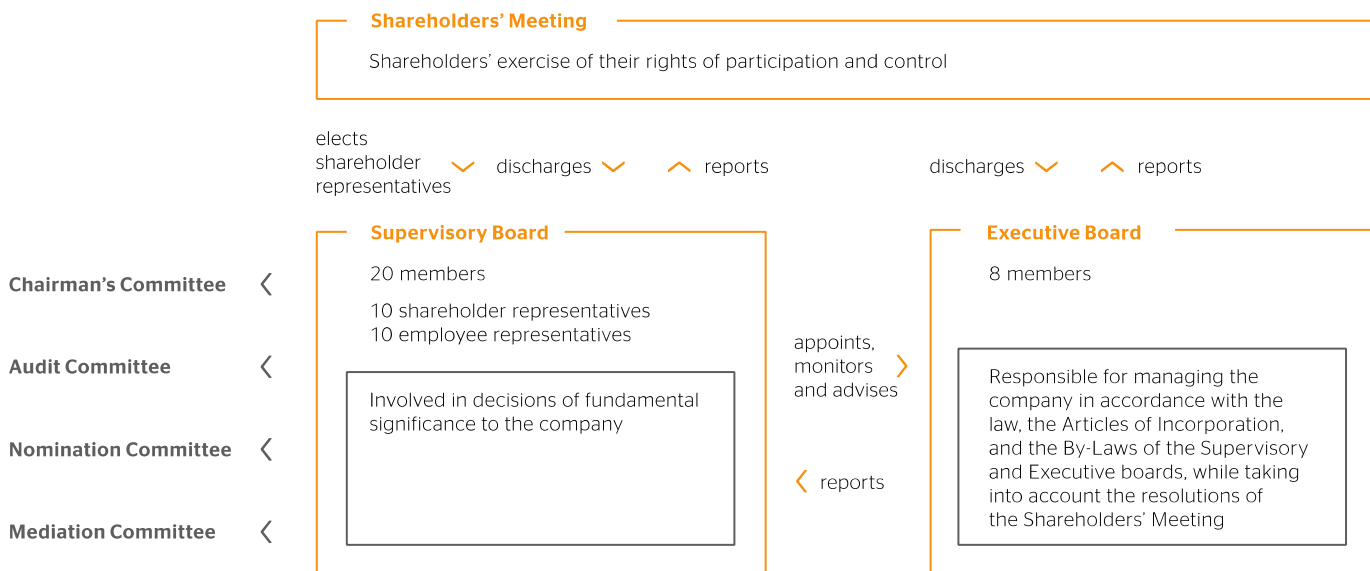 Shareholders’ Meeting
Shareholders’ exercise of their rights of participation and control
elects
shareholder
representatives
discharges
reports
discharges
reports
Supervisory Board
20 members
10 shareholder representatives
10 employee representatives
Involved in decisions of fundamental
significance to the company
Chairman’s Committee
Audit Committee
Nomination Committee
Mediation Committee
appoints,
monitors
and advises
reports
Executive Board
8 members
Responsible for managing the
company in accordance with the
law, the Articles of Incorporation,
and the By-Laws of the Supervisory
and Executive boards, while taking
into account the resolutions of
the Shareholders’ Meeting